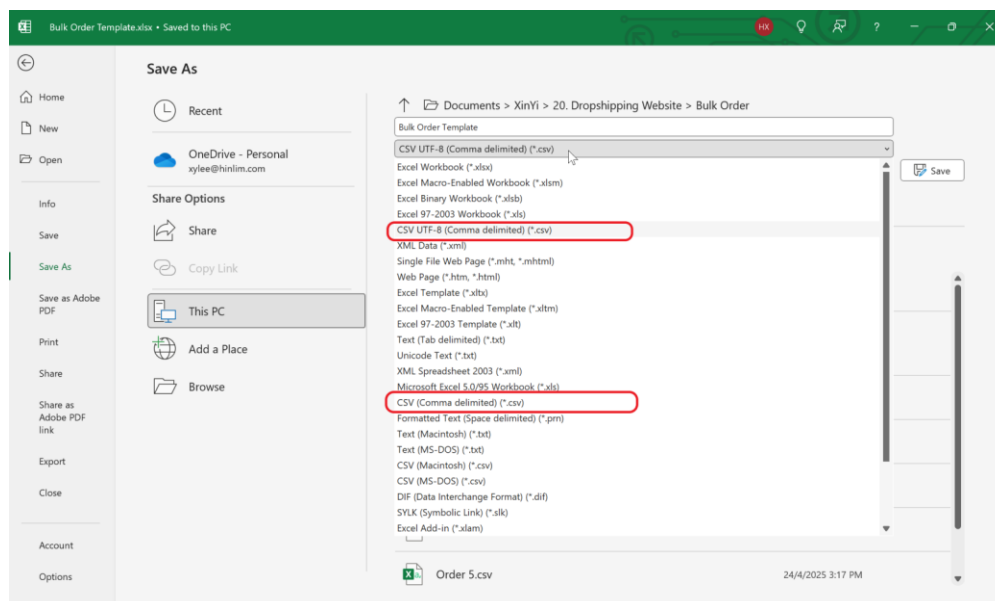 Bulk Order Template.xlsx • Saved to this PC
HX
?
Save As
Home
New
Open
Info
Save
Save As
Save as Adobe
PDF
Print
Share
Share as
Adobe PDF
link
Export
Close
Account
Options
Recent
OneDrive - Personal
xylee@hinlim.com
Share Options
Share
Copy Link
This PC
Add a Place
Browse
Documents > XinYi > 20. Dropshipping Website > Bulk Order
Bulk Order Template
CSV UTF-8 (Comma delimited) (*.csv)
Save
Excel Workbook (*.xlsx)
Excel Macro-Enabled Workbook (*.xlsm)
Excel Binary Workbook (*.xlsb)
Excel 97-2003 Workbook (*.xls)
CSV UTF-8 (Comma delimited) (*.csv)
XML Data (*.xml)
Single File Web Page (*.mht, *.mhtml)
Web Page (*.htm, *.html)
Excel Template (*.xltx)
Excel Macro-Enabled Template (*.xltm)
Excel 97-2003 Template (*.xlt)
Text (Tab delimited) (*.txt)
Unicode Text (*.txt)
XML Spreadsheet 2003 (*.xml)
Microsoft Excel 5.0/95 Workbook (*.xls)
CSV (Comma delimited) (*.csv)
Formatted Text (Space delimited) (*.prn)
Text (Macintosh) (*.txt)
Text (MS-DOS) (*.txt)
CSV (Macintosh) (*.csv)
CSV (MS-DOS) (*.csv)
DIF (Data Interchange Format) (*.dif)
SYLK (Symbolic Link) (*.slk)
Excel Add-in (*.xlam)
Order 5.csv
24/4/2025 3:17 PM